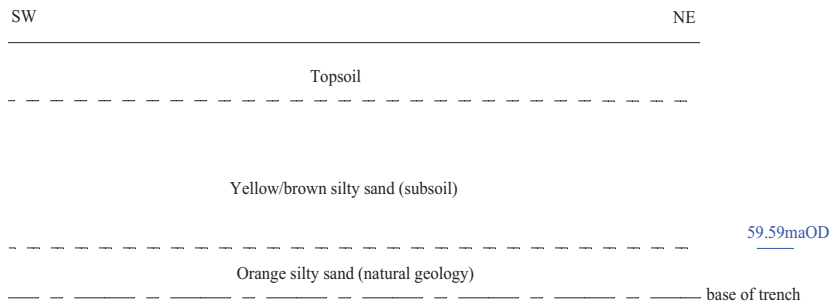 SW
NE
Topsoil
Yellow/brown silty sand (subsoil)
59.59maOD
Orange silty sand (natural geology)
base of trench